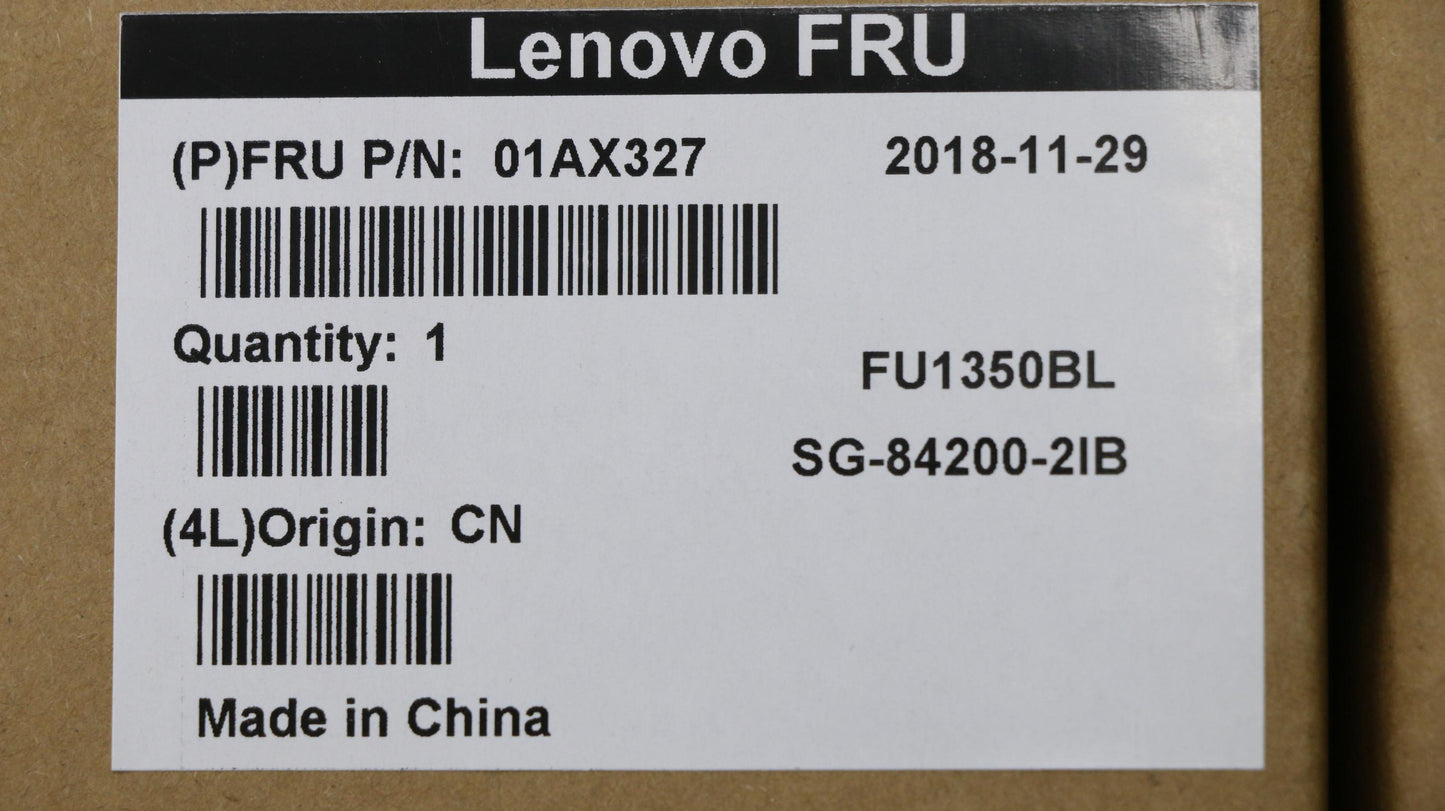 Lenovo FRU
(P)FRU P/N: 01AX327 2018-11-29
Quantity: 1
FU1350BL
SG-84200-2IB
(4L)Origin: CN
Made in China